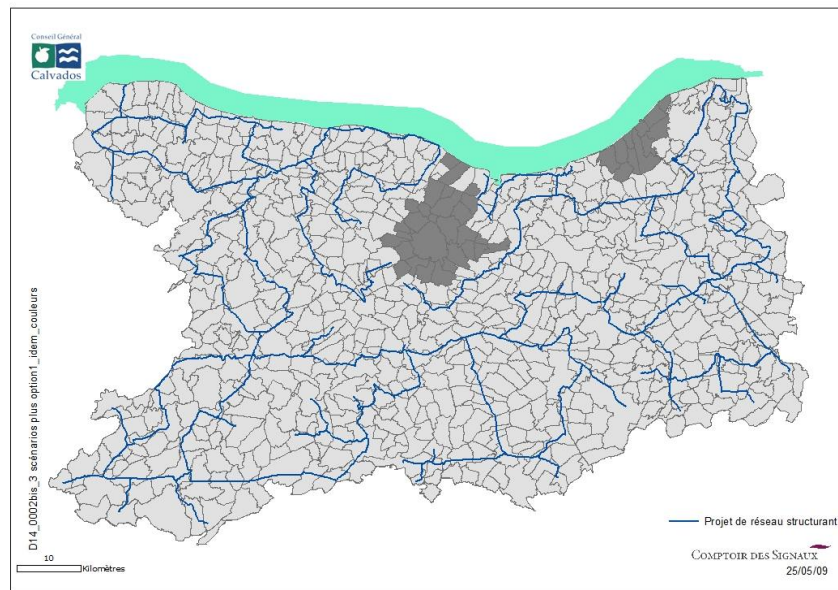 Conseil Général
Calvados
D14_0002bis_3 scénarios plus option1_idem_couleurs
Projet de réseau structurant
COMPTOIR DES SIGNAUX
25/05/09
10
Kilomètres